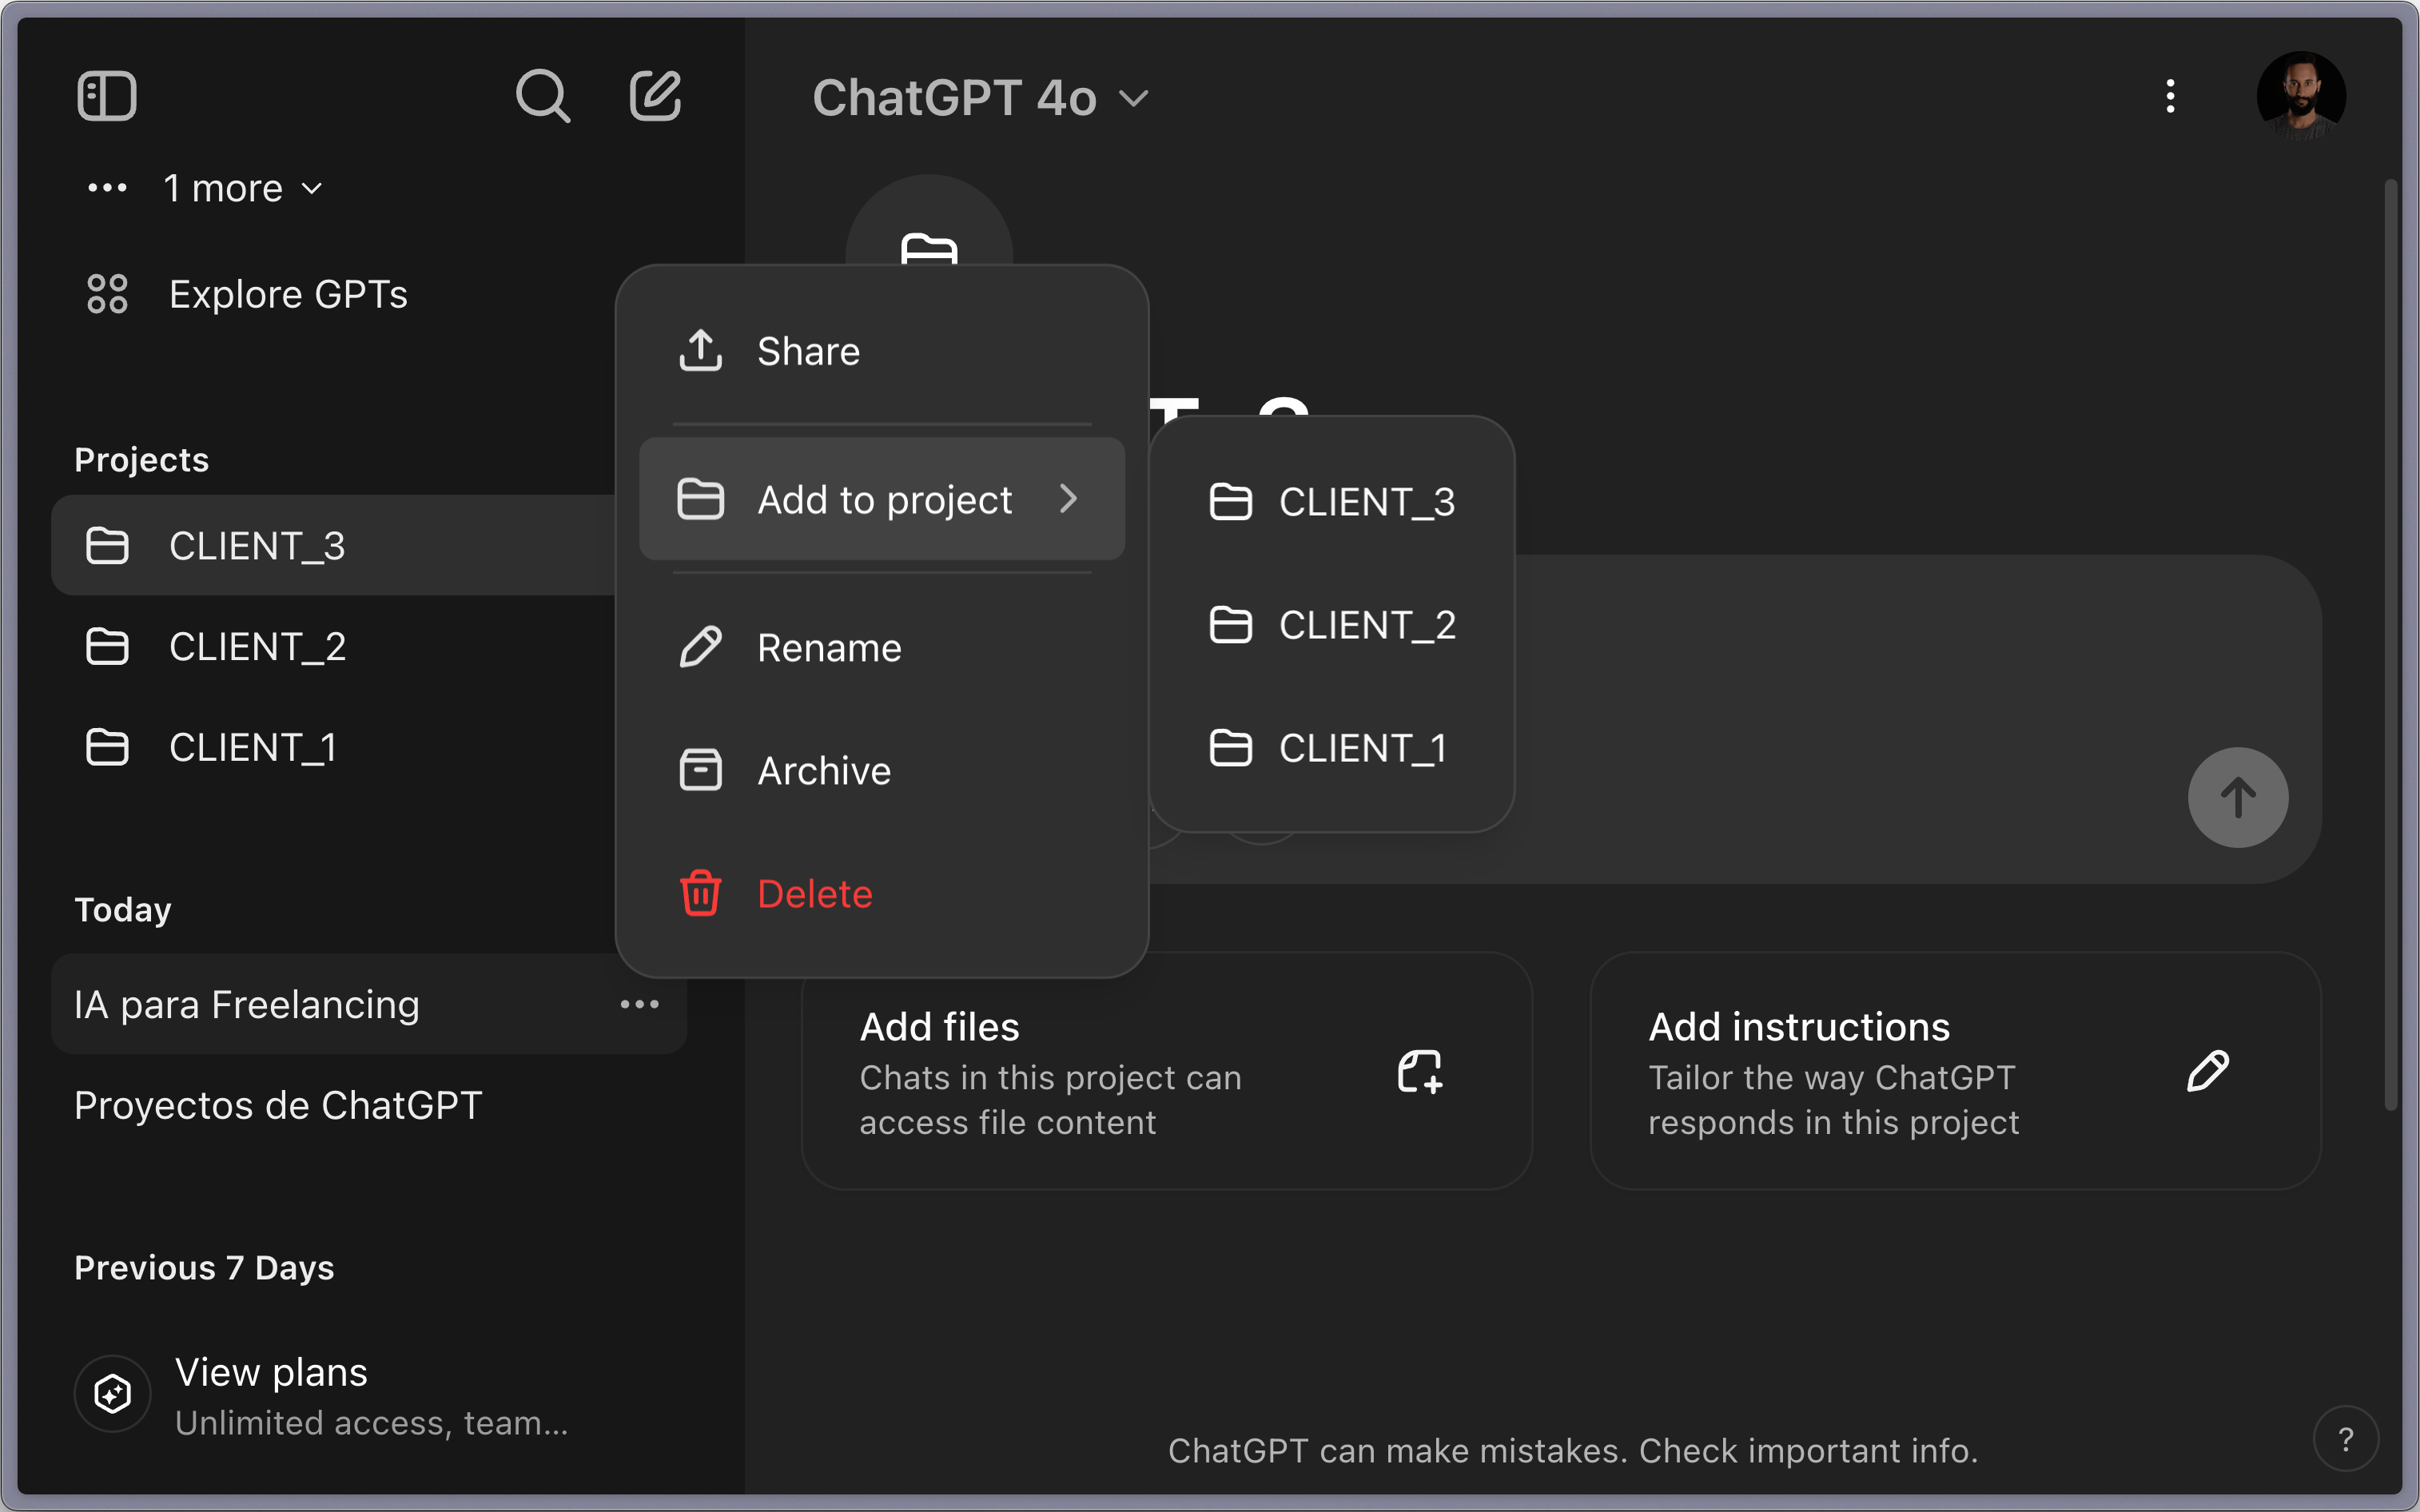 ChatGPT 4o
1 more
Explore GPTs
Projects
CLIENT_3
CLIENT_2
CLIENT_1
Today
IA para Freelancing
Proyectos de ChatGPT
Previous 7 Days
View plans
Unlimited access, team...
Share
Add to project
Rename
Archive
Delete
CLIENT_3
CLIENT_2
CLIENT_1
Add files
Chats in this project can
access file content
Add instructions
Tailor the way ChatGPT
responds in this project
ChatGPT can make mistakes. Check important info.
?